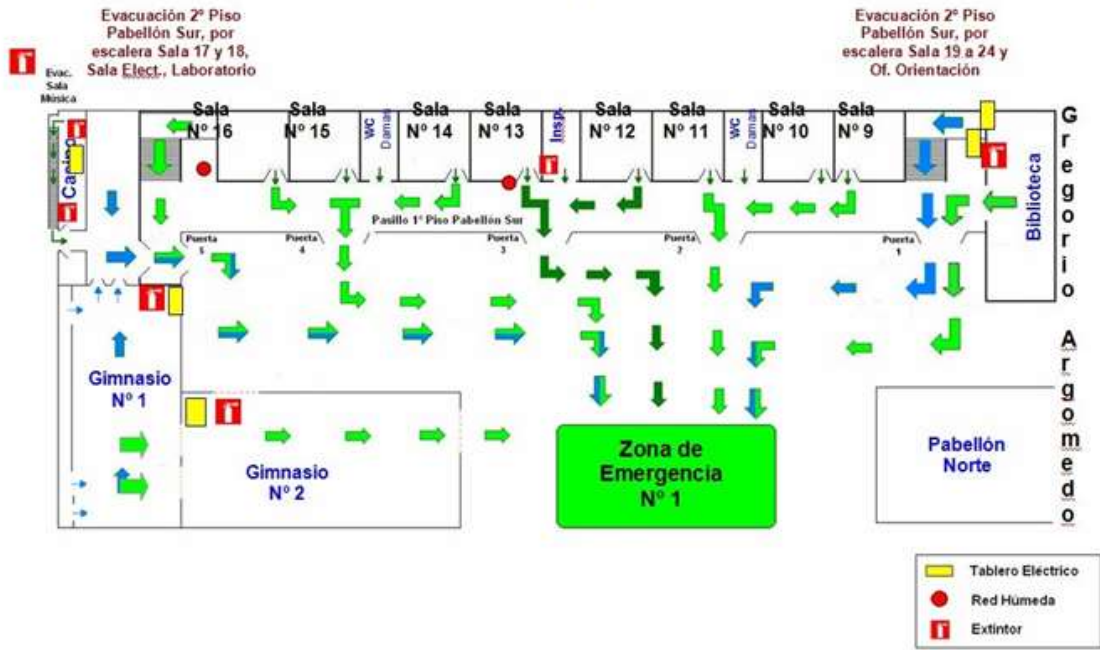 Evacuación 2º Piso
Pabellón Sur, por
escalera Sala 17 y 18,
Sala Elect., Laboratorio
Evacuación 2º Piso
Pabellón Sur, por
escalera Sala 19 a 24 y
Of. Orientación
Evac.
Sala
Música
Casino
Sala
Nº 16
Sala
Nº 15
WC
Damas
Sala
Nº 14
Sala
Nº 13
Insp.
Sala
Nº 12
Sala
Nº 11
WC
Damas
Sala
Nº 10
Sala
Nº 9
Biblioteca
Gregorio Argomedo
Pasillo 1º Piso Pabellón Sur
Puerta
5
Puerta
4
Puerta
3
Puerta
2
Puerta
1
Gimnasio
Nº 1
Gimnasio
Nº 2
Zona de
Emergencia
Nº 1
Pabellón
Norte
Tablero Eléctrico
Red Húmeda
Extintor